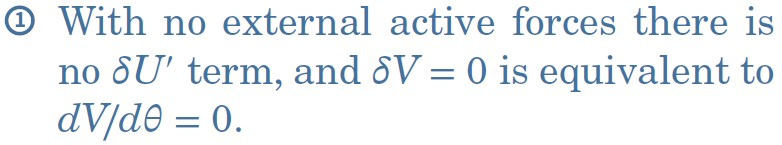 ① With no external active forces there is
no δU′ term, and δV = 0 is equivalent to
dV/dθ = 0.